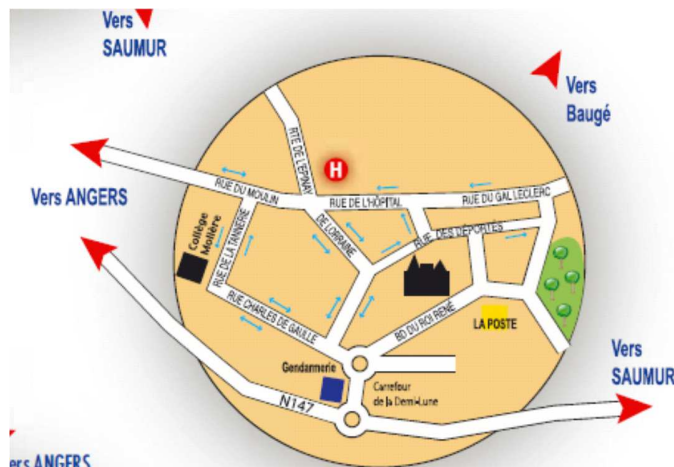 Vers
SAUMUR
Vers
Baugé
RTE DE L'EPINAY
H
Vers ANGERS
RUE DU MOULIN
RUE DE L'HÔPITAL
RUE DU GAL LECLERC
Collège
Molière
RUE DE LA TANNERIE
DE LORRAINE
RUE DES DÉPORTÉS
RUE CHARLES DE GAULLE
BD DU ROI RENÉ
LA POSTE
Gendarmerie
Carrefour
de la Demi-Lune
Vers
SAUMUR
N147
ers ANGERS